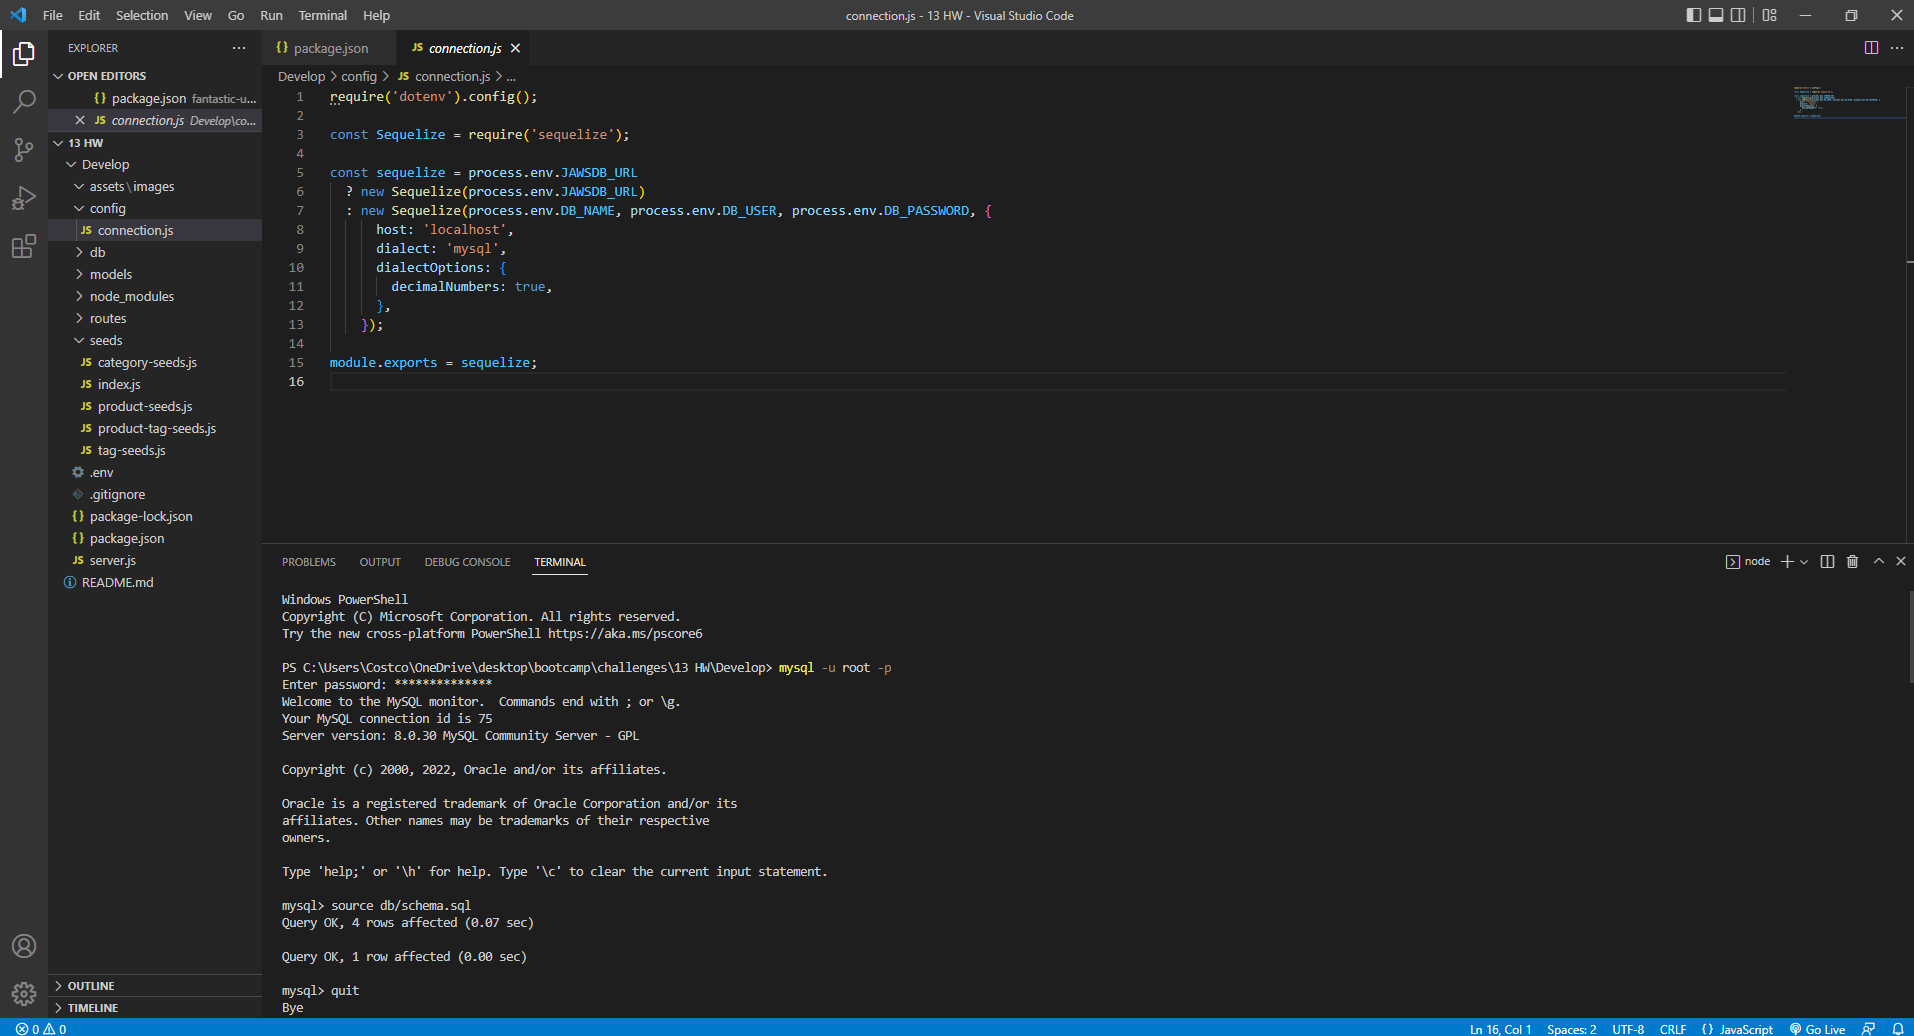 File Edit Selection View Go Run Terminal Help
connection.js - 13 HW - Visual Studio Code
EXPLORER
OPEN EDITORS
{} package.json fantastic-u...
JS connection.js Develop\co...
13 HW
Develop
assets\images
config
JS connection.js
db
models
node_modules
routes
seeds
JS category-seeds.js
JS index.js
JS product-seeds.js
JS product-tag-seeds.js
JS tag-seeds.js
.env
.gitignore
{} package-lock.json
{} package.json
JS server.js
README.md
OUTLINE
TIMELINE
{} package.json
JS connection.js
Develop > config > JS connection.js > ...
1 require('dotenv').config();
2
3 const Sequelize = require('sequelize');
4
5 const sequelize = process.env.JAWSDB_URL
6 ? new Sequelize(process.env.JAWSDB_URL)
7 : new Sequelize(process.env.DB_NAME, process.env.DB_USER, process.env.DB_PASSWORD, {
8 host: 'localhost',
9 dialect: 'mysql',
10 dialectOptions: {
11 decimalNumbers: true,
12 },
13 });
14
15 module.exports = sequelize;
16
PROBLEMS OUTPUT DEBUG CONSOLE TERMINAL
node
Windows PowerShell
Copyright (C) Microsoft Corporation. All rights reserved.
Try the new cross-platform PowerShell https://aka.ms/pscore6
PS C:\Users\Costco\OneDrive\desktop\bootcamp\challenges\13 HW\Develop> mysql -u root -p
Enter password: **************
Welcome to the MySQL monitor.  Commands end with ; or \g.
Your MySQL connection id is 75
Server version: 8.0.30 MySQL Community Server - GPL
Copyright (c) 2000, 2022, Oracle and/or its affiliates.
Oracle is a registered trademark of Oracle Corporation and/or its
affiliates. Other names may be trademarks of their respective
owners.
Type 'help;' or '\h' for help. Type '\c' to clear the current input statement.
mysql> source db/schema.sql
Query OK, 4 rows affected (0.07 sec)
Query OK, 1 row affected (0.00 sec)
mysql> quit
Bye
0 0
Ln 16, Col 1 Spaces: 2 UTF-8 CRLF {} JavaScript Go Live